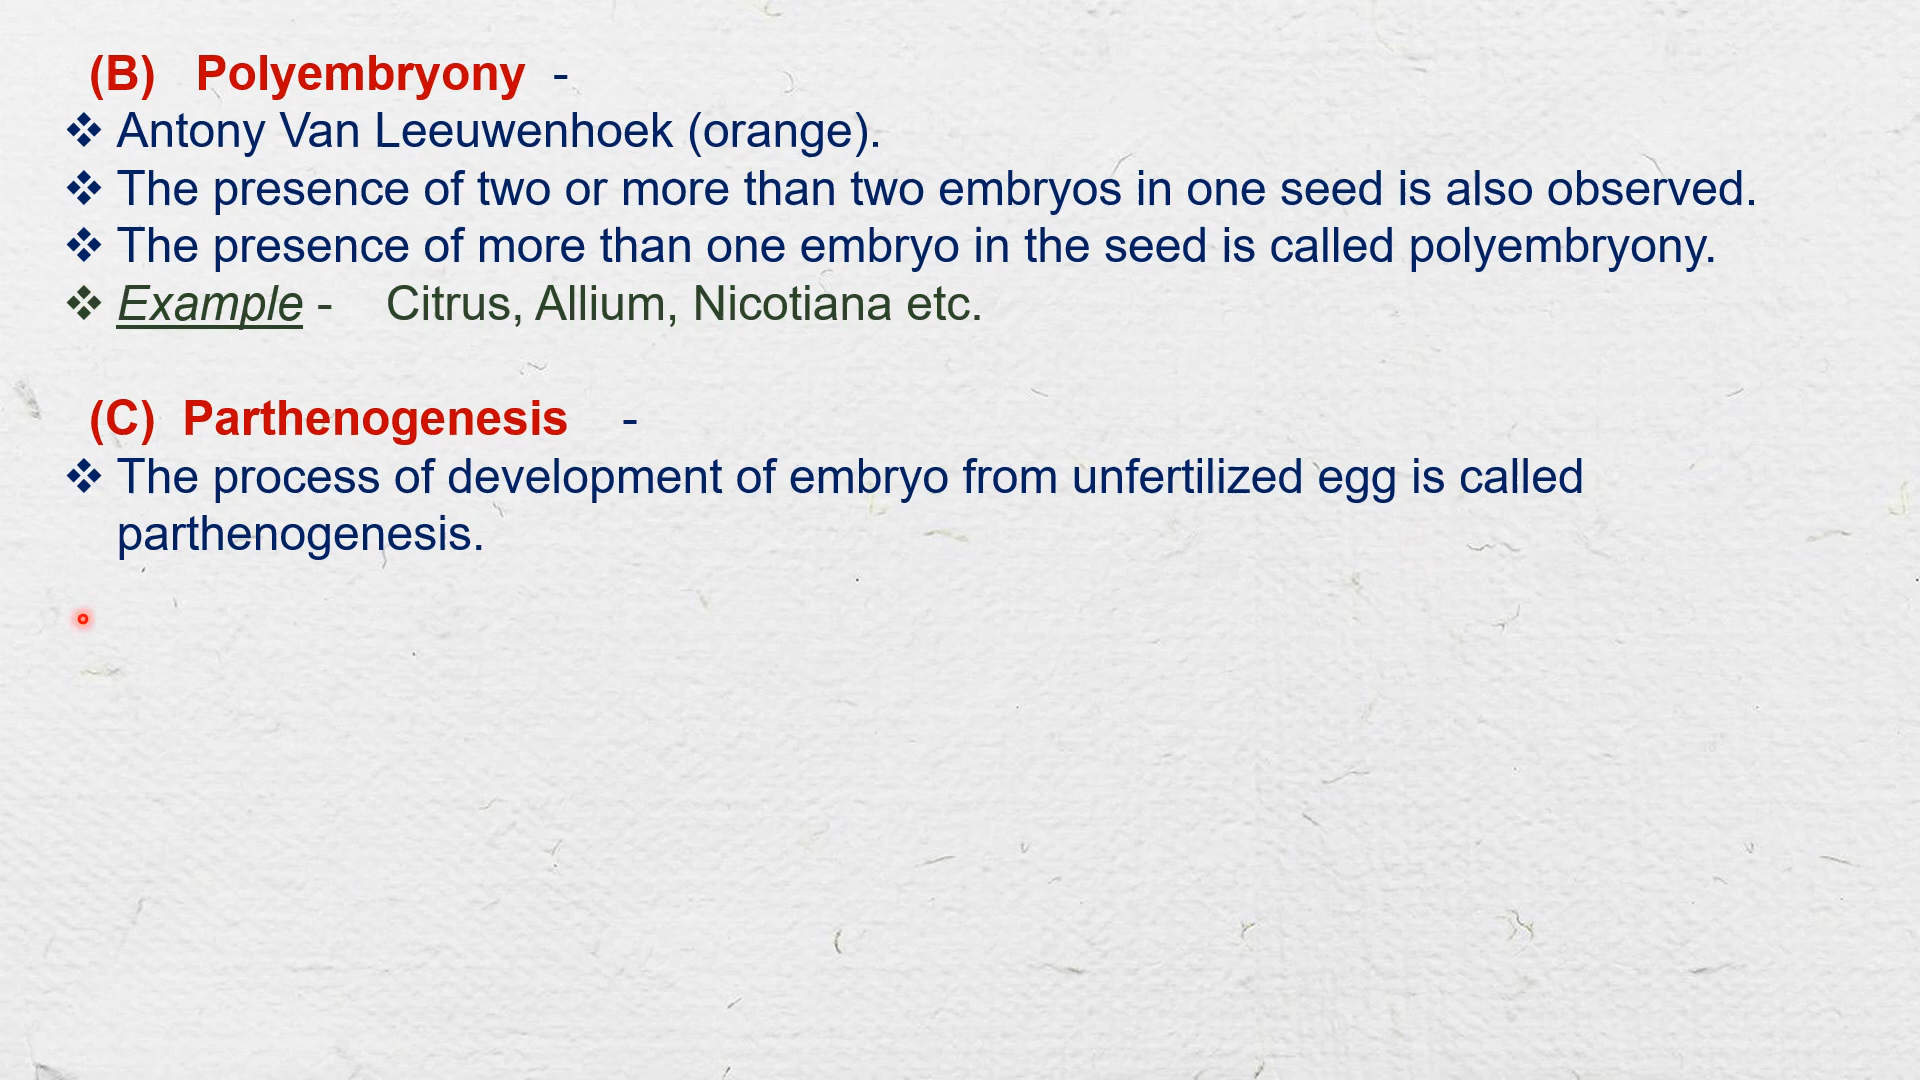 (B) Polyembryony -
❖ Antony Van Leeuwenhoek (orange).
❖ The presence of two or more than two embryos in one seed is also observed.
❖ The presence of more than one embryo in the seed is called polyembryony.
❖ Example - Citrus, Allium, Nicotiana etc.
(C) Parthenogenesis -
❖ The process of development of embryo from unfertilized egg is called
parthenogenesis.